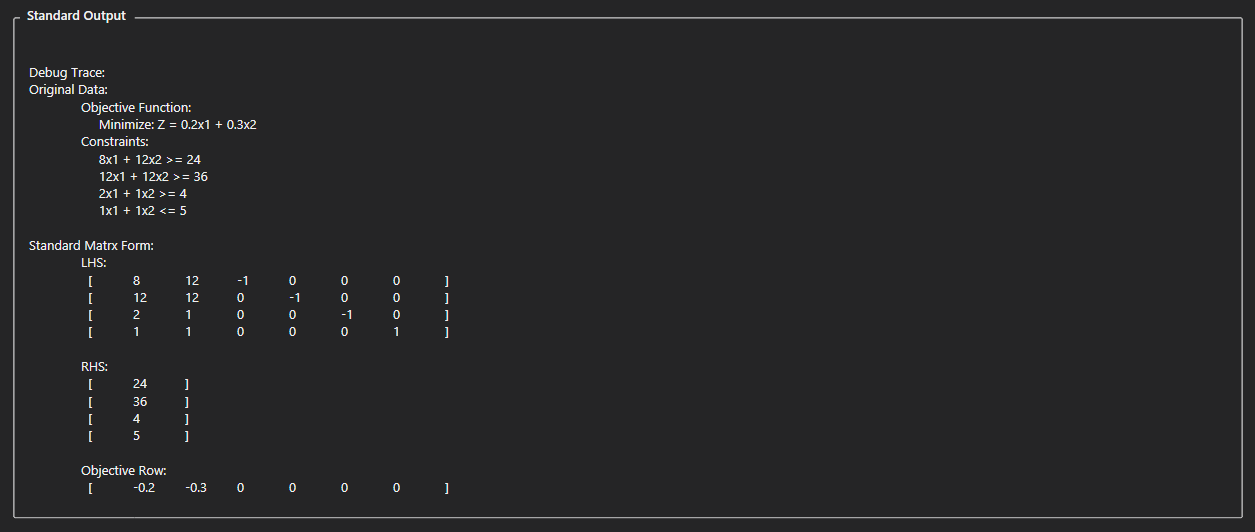 Standard Output
Debug Trace:
Original Data:
Objective Function:
Minimize: Z = 0.2x1 + 0.3x2
Constraints:
8x1 + 12x2 >= 24
12x1 + 12x2 >= 36
2x1 + 1x2 >= 4
1x1 + 1x2 <= 5
Standard Matrx Form:
LHS:
[ 8 12 -1 0 0 0 ]
[ 12 12 0 -1 0 0 ]
[ 2 1 0 0 -1 0 ]
[ 1 1 0 0 0 1 ]
RHS:
[ 24 ]
[ 36 ]
[ 4 ]
[ 5 ]
Objective Row:
[ -0.2 -0.3 0 0 0 0 ]